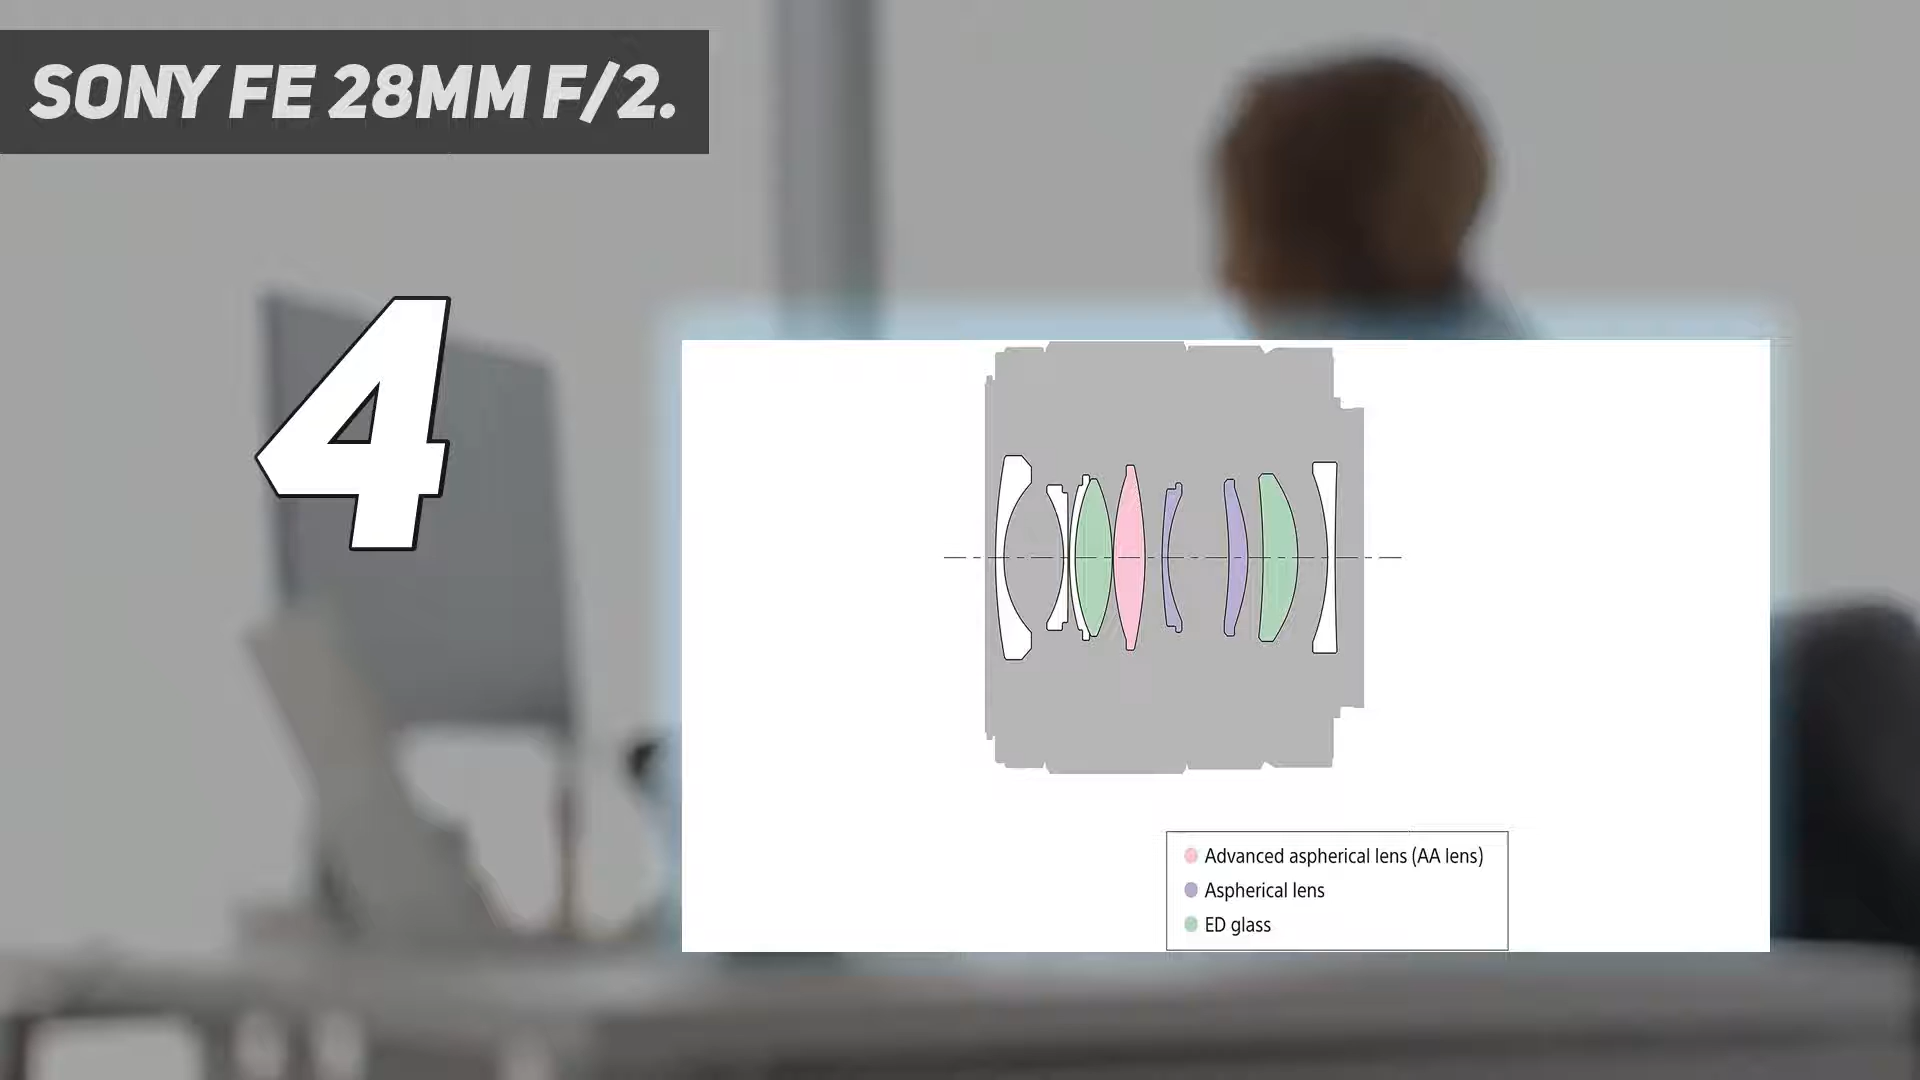 SONY FE 28MM F/2.
4
Advanced aspherical lens (AA lens)
Aspherical lens
ED glass